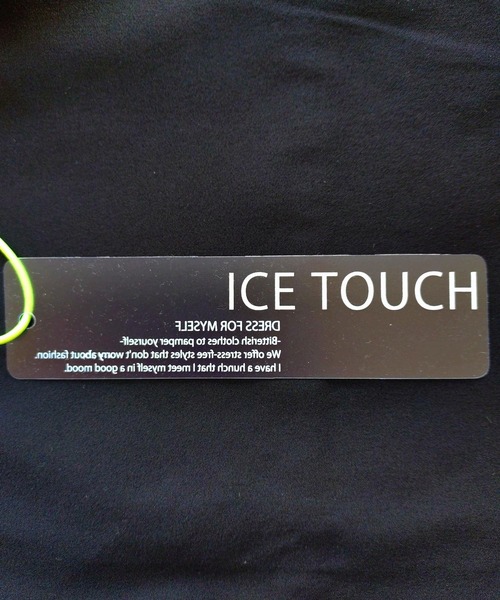 ICE TOUCH
DRESS FOR MYSELF
-Bitterish clothes to pamper yourself-
We offer stress-free styles that don't worry about fashion.
I have a hunch that I meet myself in a good mood.